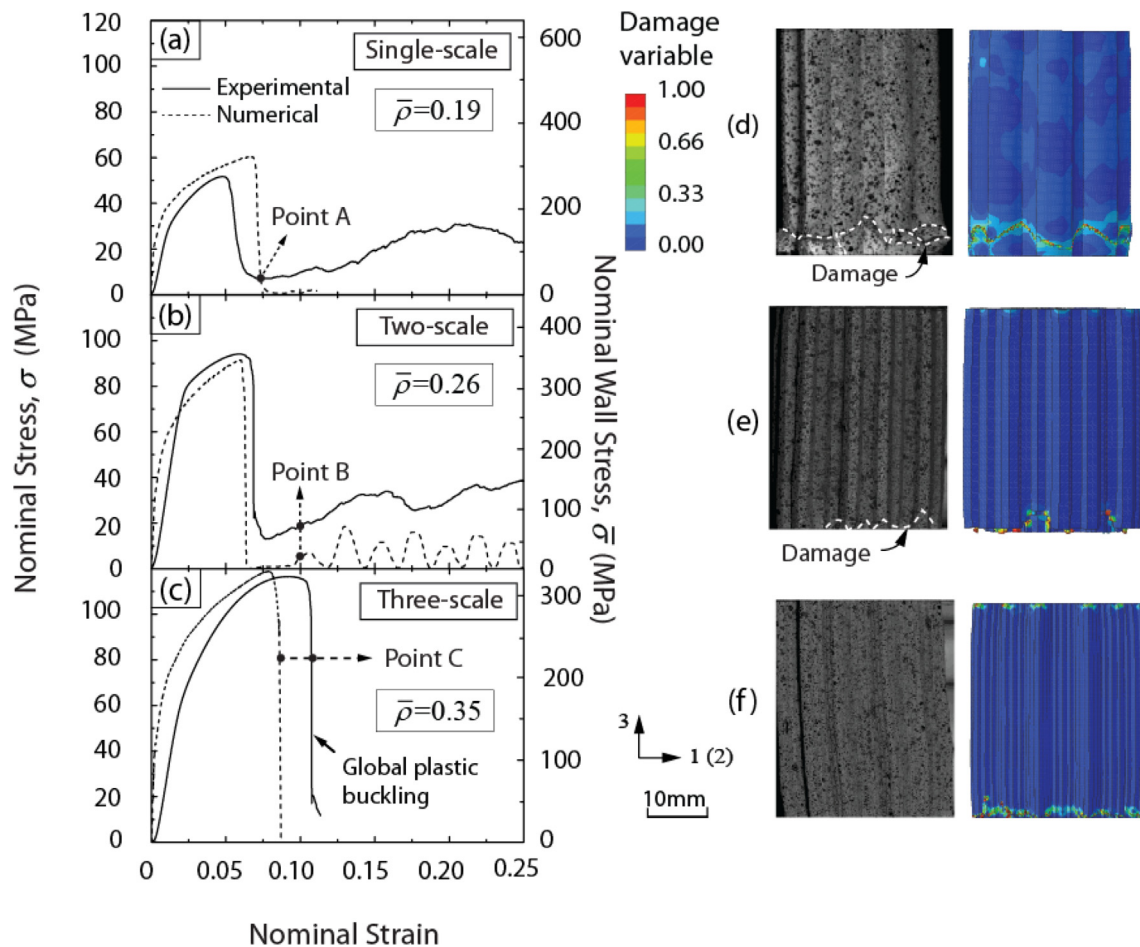 (a)
Single-scale
Experimental
Numerical
ρ̅=0.19
Point A
120
100
80
60
40
20
0
600
400
200
0
(b)
Two-scale
ρ̅=0.26
Point B
100
80
60
40
20
0
400
300
200
100
0
(c)
Three-scale
Point C
ρ̅=0.35
Global plastic
buckling
100
80
60
40
20
0
300
200
100
0
0
0.05
0.10
0.15
0.20
0.25
Nominal Strain
Nominal Stress, σ (MPa)
Nominal Wall Stress, σ̅ (MPa)
Damage
variable
1.00
0.66
0.33
0.00
(d)
Damage
(e)
Damage
(f)
3
1 (2)
10mm